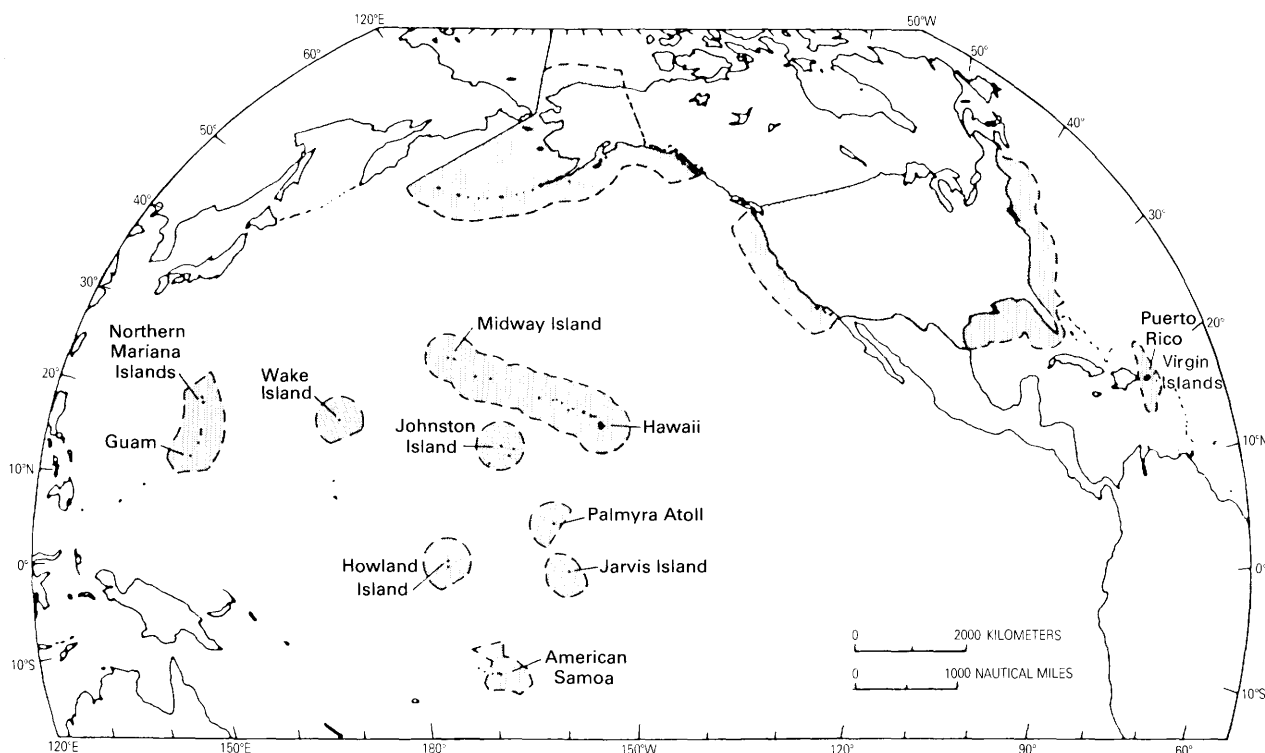 120°E
50°W
60°
50°
50°
40°
40°
30°
30°
20°
20°
10°N
10°N
0°
0°
10°S
10°S
Northern
Mariana
Islands
Guam
Wake
Island
Midway Island
Johnston
Island
Hawaii
Palmyra Atoll
Howland
Island
Jarvis Island
American
Samoa
Puerto
Rico
Virgin
Islands
0 2000 KILOMETERS
0 1000 NAUTICAL MILES
120°E
150°E
180°
150°W
120°
90°
60°